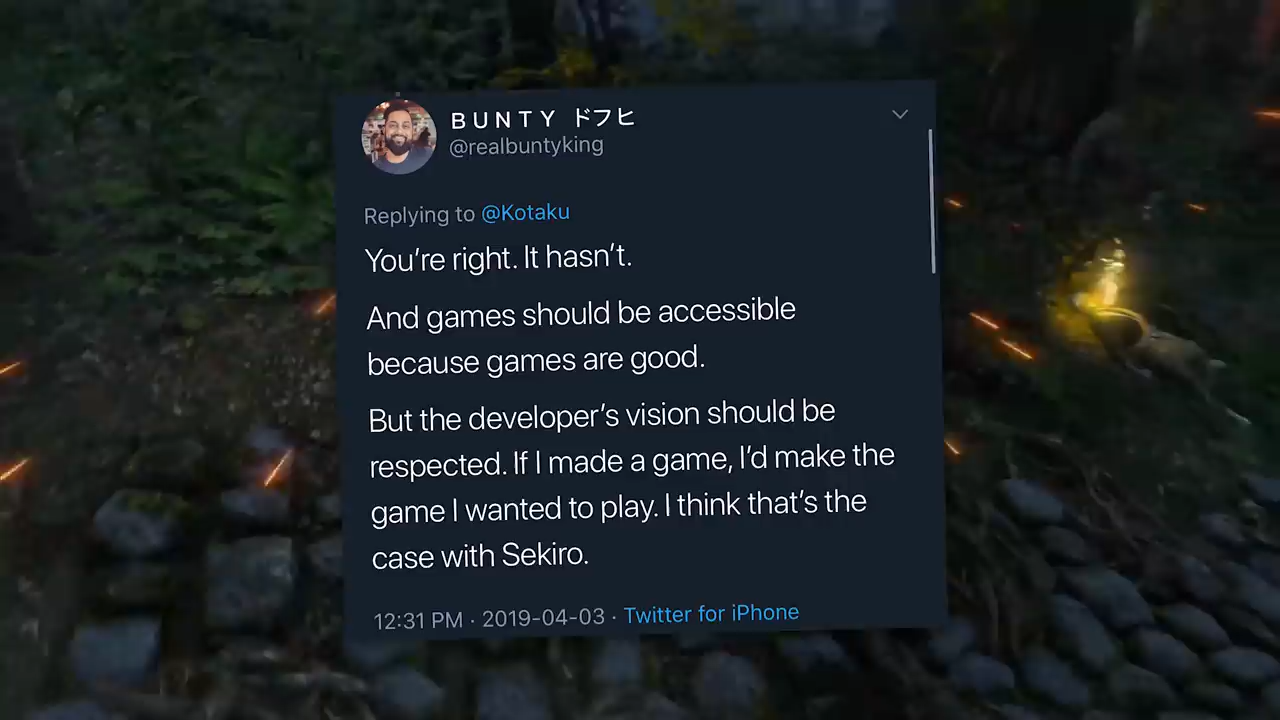 BUNTY ドフヒ
@realbuntyking
Replying to @Kotaku
You're right. It hasn't.
And games should be accessible
because games are good.
But the developer's vision should be
respected. If I made a game, I'd make the
game I wanted to play. I think that's the
case with Sekiro.
12:31 PM · 2019-04-03 · Twitter for iPhone